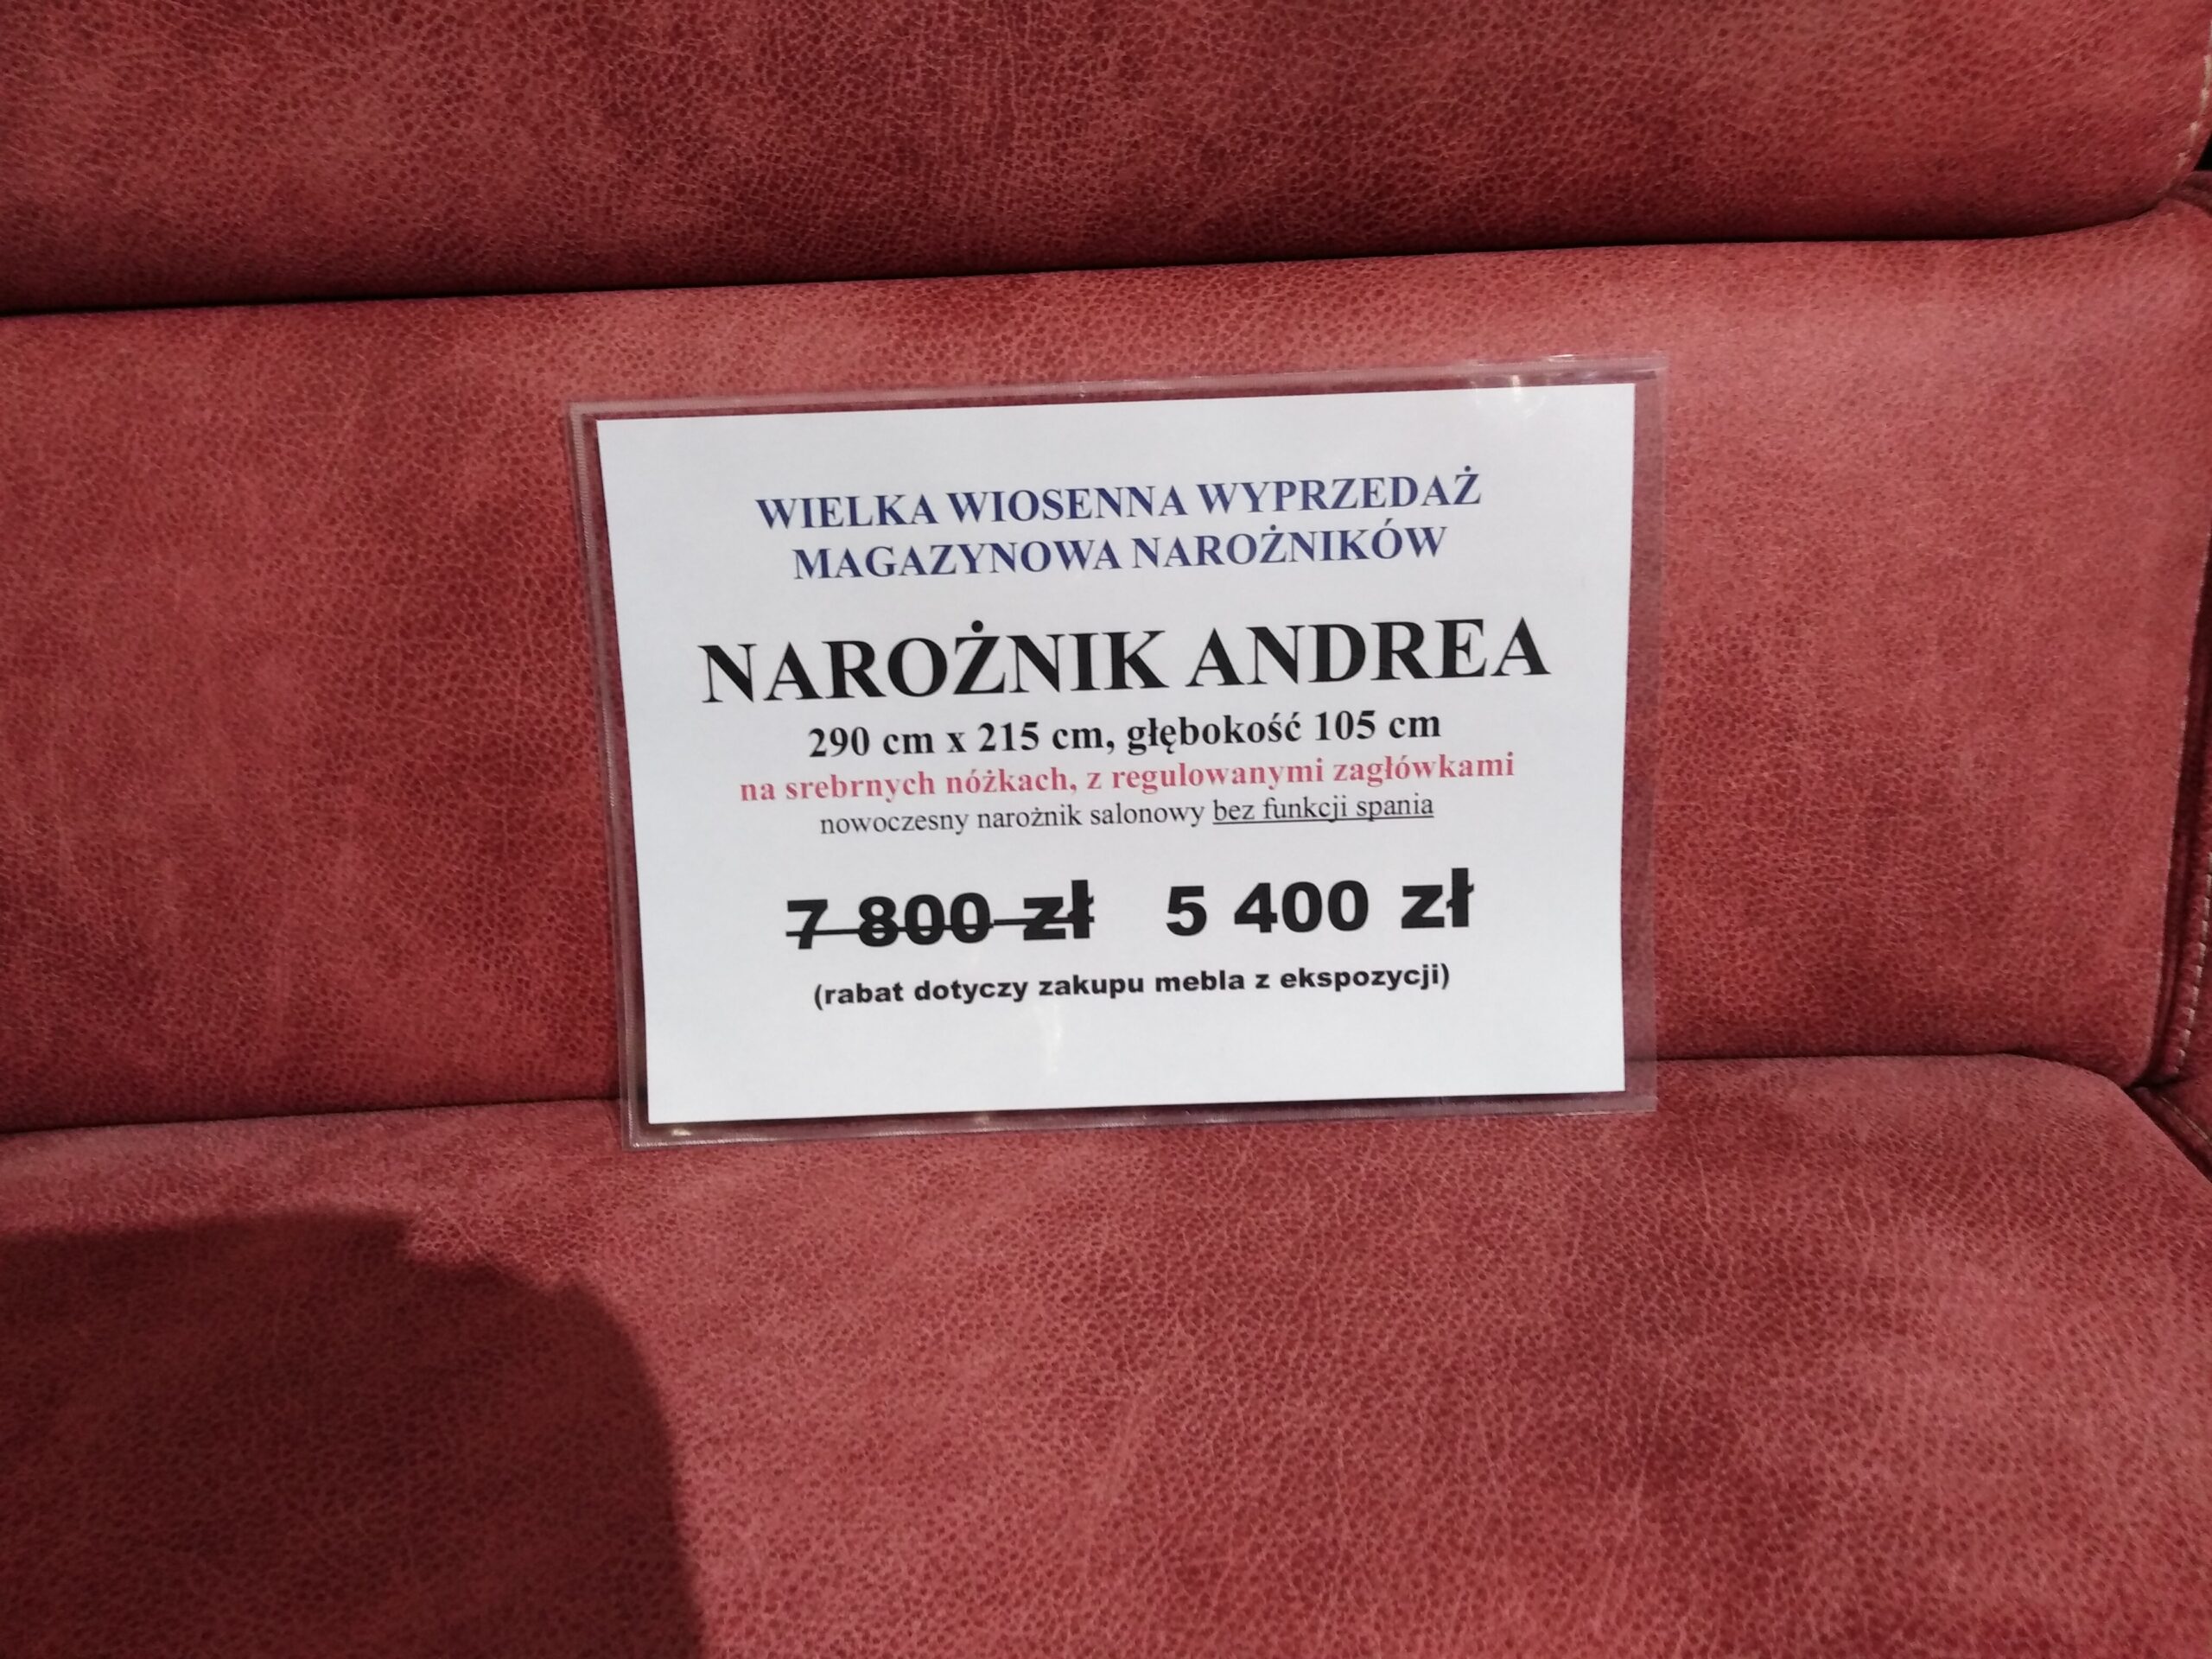 WIELKA WIOSENNA WYPRZEDAŻ
MAGAZYNOWA NAROŻNIKÓW
NAROŻNIK ANDREA
290 cm x 215 cm, głębokość 105 cm
na srebrnych nóżkach, z regulowanymi zagłówkami
nowoczesny narożnik salonowy bez funkcji spania
7 800 zł 5 400 zł
(rabat dotyczy zakupu mebla z ekspozycji)